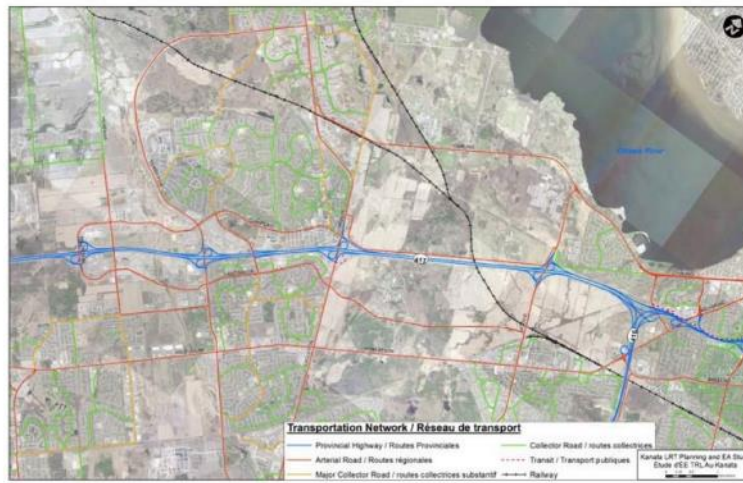 Ottawa River
417
416
Transportation Network / Réseau de transport
Provincial Highway / Routes Provinciales
Arterial Road / Routes régionales
Major Collector Road / routes collectrices substantif
Collector Road / routes collectrices
Transit / Transport publiques
Railway
Kanata LRT Planning and EA Stu
Étude d'EE TRL Au Kanata